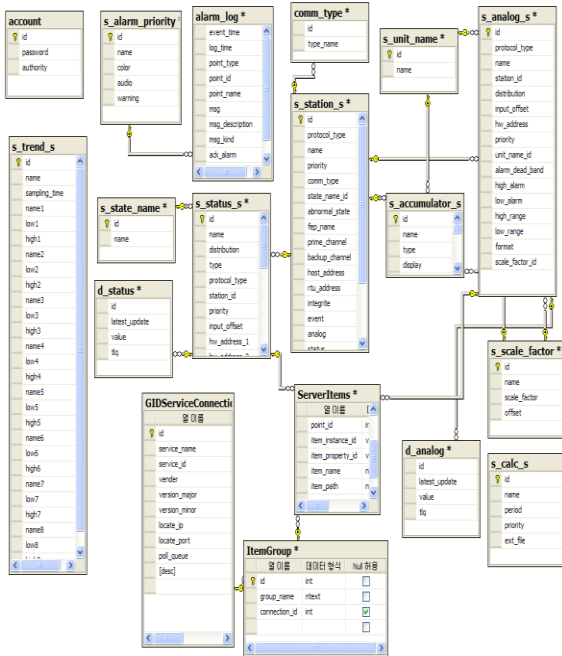 account
id
password
authority
s_alarm_priority
id
name
color
audio
warning
alarm_log *
event_time
log_time
point_type
point_id
point_name
msg
msg_description
msg_kind
ack_alarm
comm_type *
id
type_name
s_unit_name *
id
name
s_analog_s *
id
protocol_type
name
station_id
distribution
input_offset
hw_address
priority
unit_name_id
alarm_dead_band
high_alarm
low_alarm
high_range
low_range
format
scale_factor_id
s_trend_s
id
name
sampling_time
name1
low1
high1
name2
low2
high2
name3
low3
high3
name4
low4
high4
name5
low5
high5
name6
low6
high6
name7
low7
high7
name8
low8
s_state_name *
id
name
s_status_s *
id
name
distribution
type
protocol_type
station_id
priority
input_offset
hw_address_1
s_station_s *
id
protocol_type
name
priority
comm_type
state_name_id
abnormal_state
fep_name
prime_channel
backup_channel
host_address
rtu_address
integrite
event
analog
status
s_accumulator_s
id
name
type
display
d_status *
id
latest_update
value
tlq
GIDServiceConnectio
열 이름
id
service_name
service_id
vender
version_major
version_minor
locate_ip
locate_port
poll_queue
[desc]
ServerItems *
열 이름
point_id
item_instance_id
item_property_id
item_name
item_path
d_analog *
id
latest_update
value
tlq
s_scale_factor *
id
name
scale_factor
offset
s_calc_s
id
name
period
priority
ext_file
ItemGroup *
열 이름 데이터 형식 Null 허용
id int
group_name ntext
connection_id int